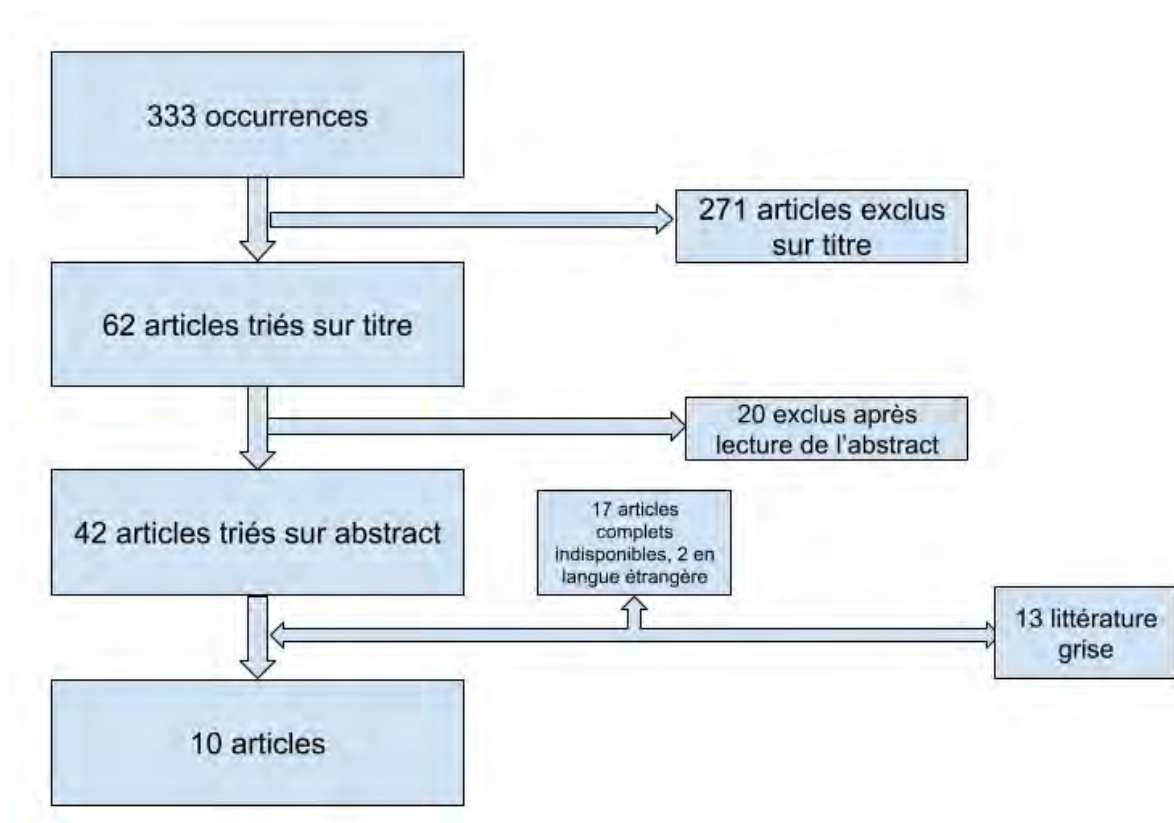 333 occurrences
271 articles exclus
sur titre
62 articles triés sur titre
20 exclus après
lecture de l'abstract
42 articles triés sur abstract
17 articles
complets
indisponibles, 2 en
langue étrangère
13 littérature
grise
10 articles